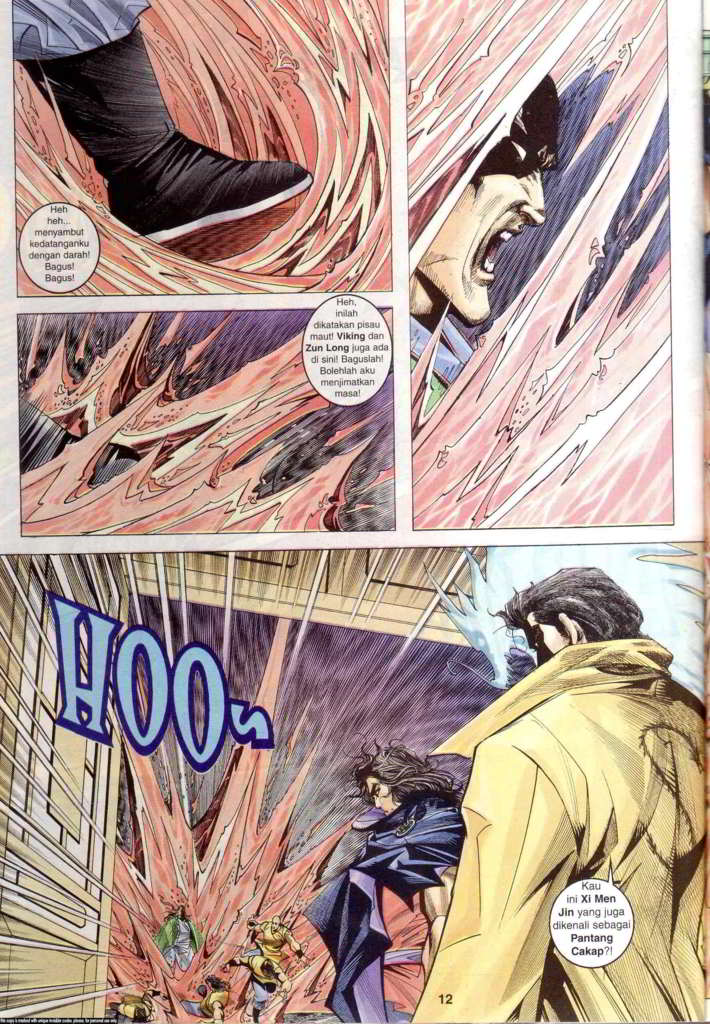 Heh
heh...
menyambut
kedatanganku
dengan darah!
Bagus!
Bagus!
Heh,
inilah
dikatakan pisau
maut! Viking dan
Zun Long juga ada
di sini! Baguslah!
Bolehlah aku
menjimatkan
masa!
HOOS
Kau
ini Xi Men
Jin yang juga
dikenali sebagai
Pantang
Cakap?!
12